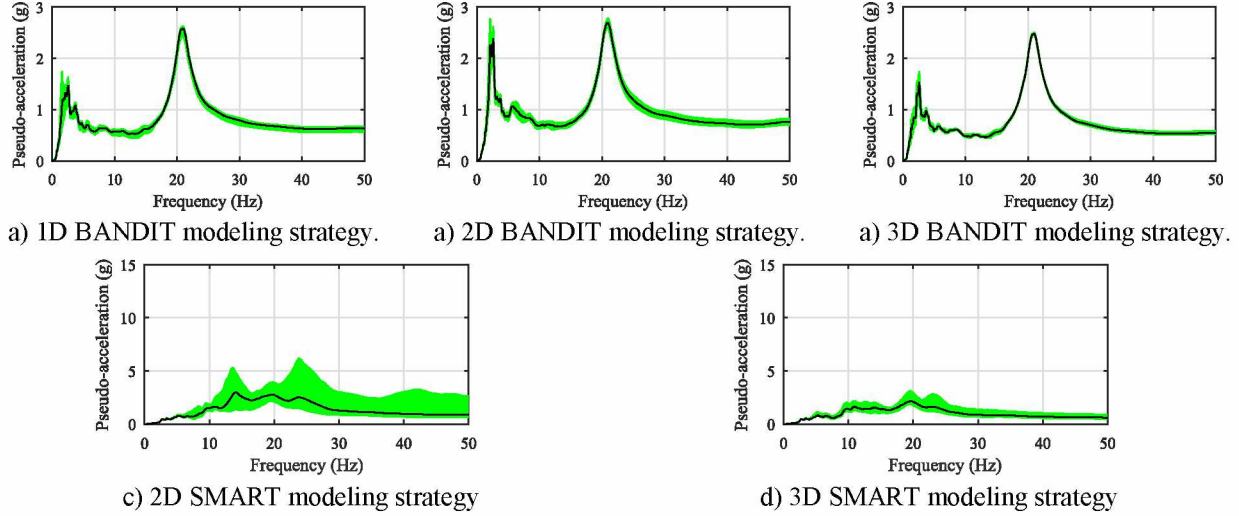 Pseudo-acceleration (g)
3
2
1
0
0 10 20 30 40 50
Frequency (Hz)
a) 1D BANDIT modeling strategy.
Pseudo-acceleration (g)
3
2
1
0
0 10 20 30 40 50
Frequency (Hz)
a) 2D BANDIT modeling strategy.
Pseudo-acceleration (g)
3
2
1
0
0 10 20 30 40 50
Frequency (Hz)
a) 3D BANDIT modeling strategy.
Pseudo-acceleration (g)
15
10
5
0
0 10 20 30 40 50
Frequency (Hz)
c) 2D SMART modeling strategy
Pseudo-acceleration (g)
15
10
5
0
0 10 20 30 40 50
Frequency (Hz)
d) 3D SMART modeling strategy